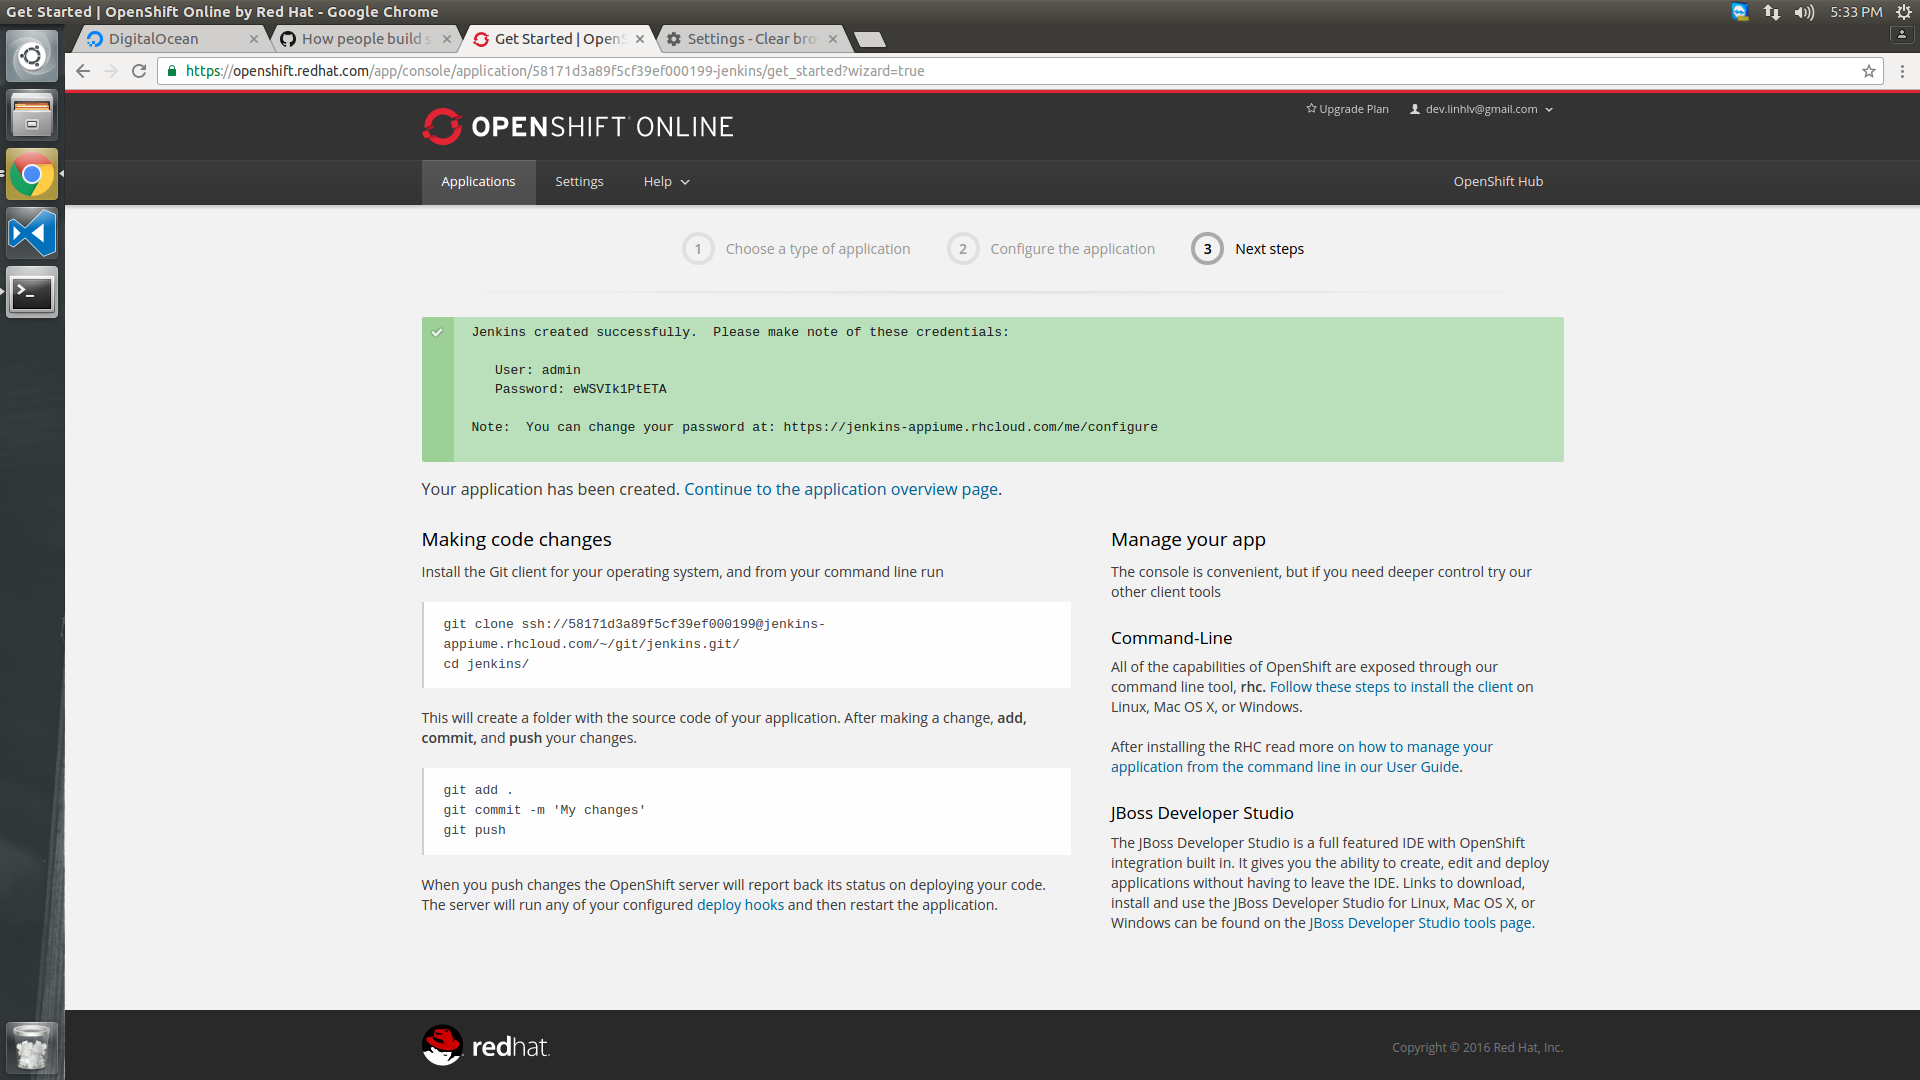 Get Started | OpenShift Online by Red Hat - Google Chrome
5:33 PM
DigitalOcean
How people build s
Get Started | OpenS
Settings - Clear bro
https://openshift.redhat.com/app/console/application/58171d3a89f5cf39ef000199-jenkins/get_started?wizard=true
OPENSHIFT ONLINE
Upgrade Plan
dev.linhlv@gmail.com
Applications
Settings
Help
OpenShift Hub
1 Choose a type of application
2 Configure the application
3 Next steps
Jenkins created successfully.  Please make note of these credentials:
User: admin
Password: eWSVIk1PtETA
Note:  You can change your password at: https://jenkins-appiume.rhcloud.com/me/configure
Your application has been created. Continue to the application overview page.
Making code changes
Install the Git client for your operating system, and from your command line run
git clone ssh://58171d3a89f5cf39ef000199@jenkins-
appiume.rhcloud.com/~/git/jenkins.git/
cd jenkins/
This will create a folder with the source code of your application. After making a change, add,
commit, and push your changes.
git add .
git commit -m 'My changes'
git push
When you push changes the OpenShift server will report back its status on deploying your code.
The server will run any of your configured deploy hooks and then restart the application.
Manage your app
The console is convenient, but if you need deeper control try our
other client tools
Command-Line
All of the capabilities of OpenShift are exposed through our
command line tool, rhc. Follow these steps to install the client on
Linux, Mac OS X, or Windows.
After installing the RHC read more on how to manage your
application from the command line in our User Guide.
JBoss Developer Studio
The JBoss Developer Studio is a full featured IDE with OpenShift
integration built in. It gives you the ability to create, edit and deploy
applications without having to leave the IDE. Links to download,
install and use the JBoss Developer Studio for Linux, Mac OS X, or
Windows can be found on the JBoss Developer Studio tools page.
redhat.
Copyright © 2016 Red Hat, Inc.